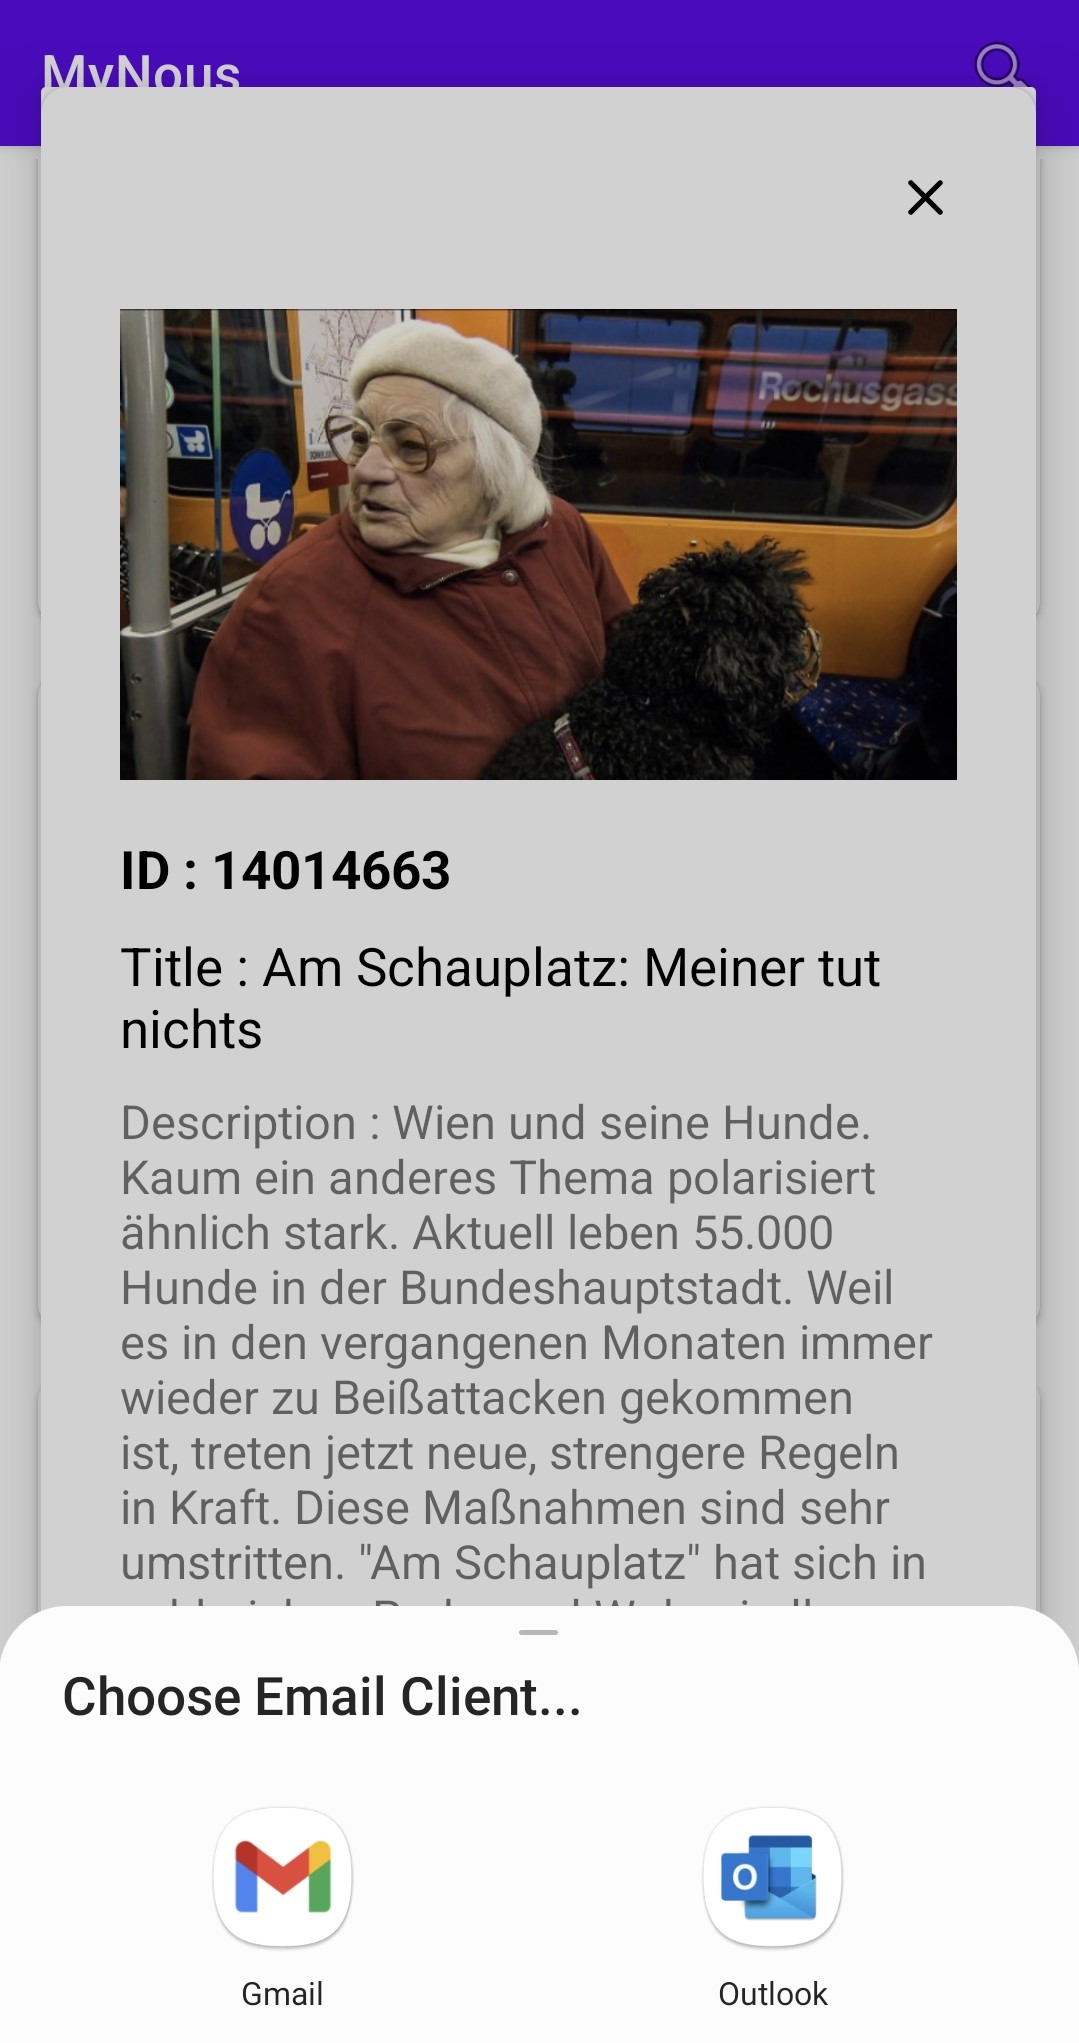 MyNous
Rochusgass
ID : 14014663
Title : Am Schauplatz: Meiner tut
nichts
Description : Wien und seine Hunde.
Kaum ein anderes Thema polarisiert
ähnlich stark. Aktuell leben 55.000
Hunde in der Bundeshauptstadt. Weil
es in den vergangenen Monaten immer
wieder zu Beißattacken gekommen
ist, treten jetzt neue, strengere Regeln
in Kraft. Diese Maßnahmen sind sehr
umstritten. "Am Schauplatz" hat sich in
Choose Email Client...
Gmail
Outlook